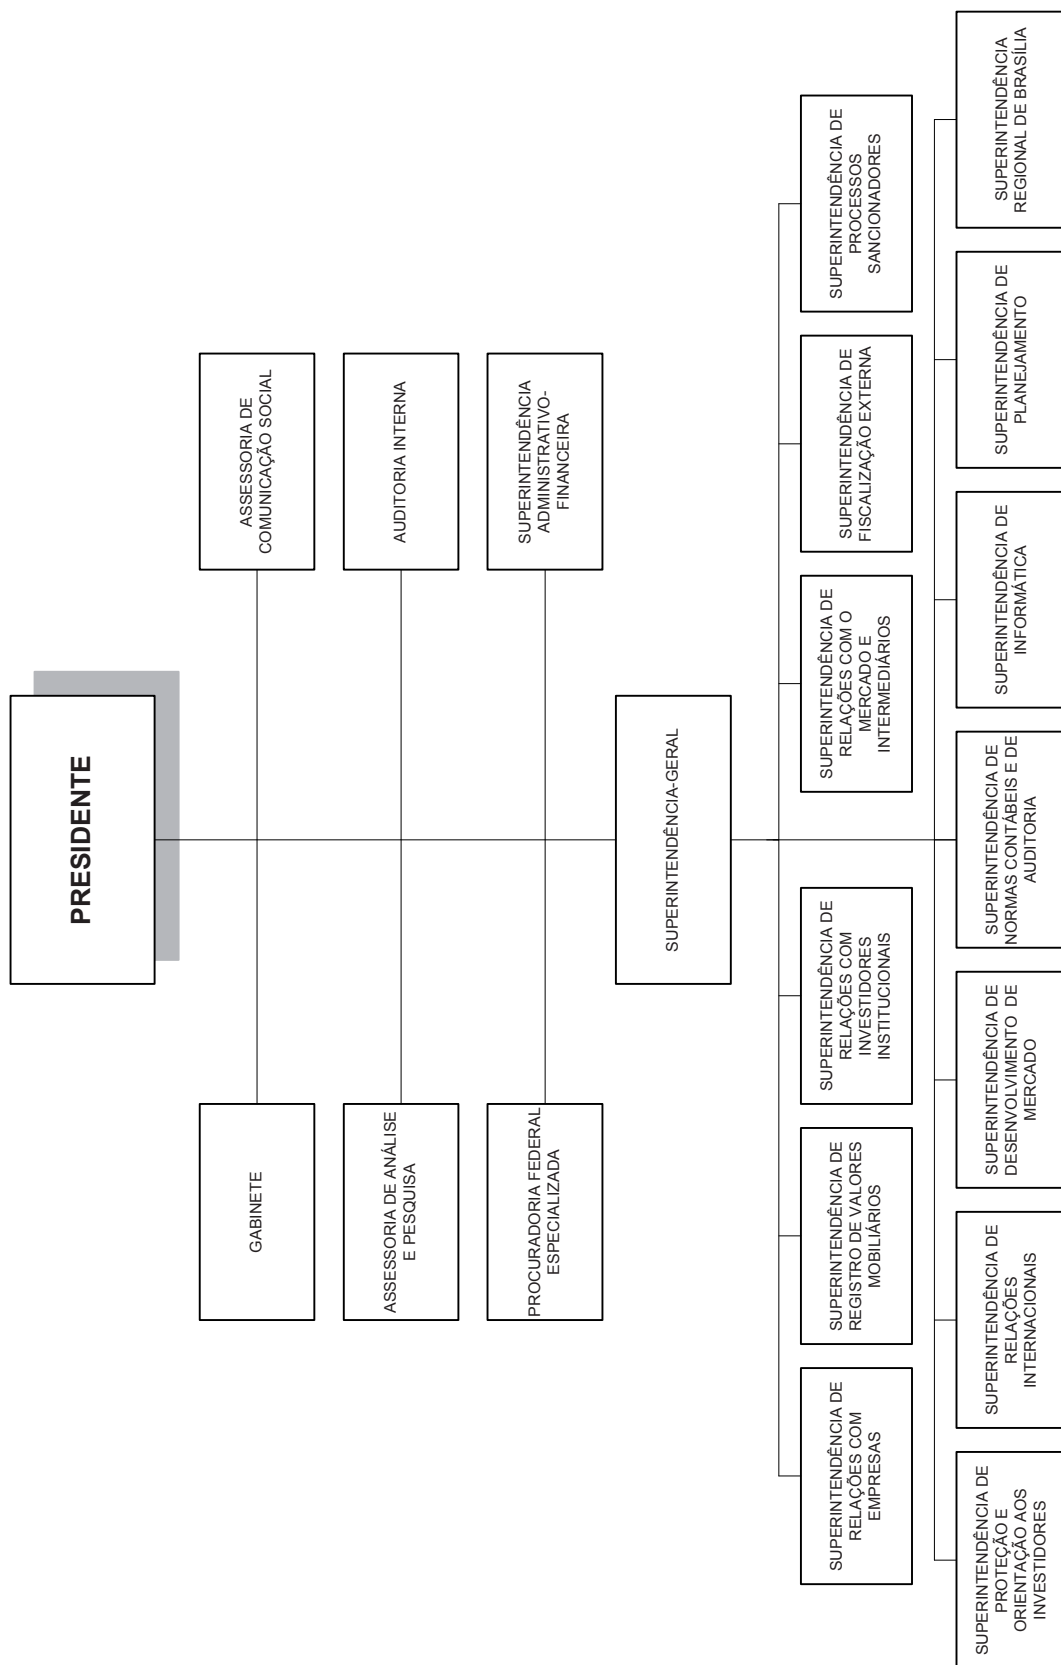 PRESIDENTE
GABINETE
ASSESSORIA DE
COMUNICAÇÃO SOCIAL
ASSESSORIA DE ANÁLISE
E PESQUISA
AUDITORIA INTERNA
PROCURADORIA FEDERAL
ESPECIALIZADA
SUPERINTENDÊNCIA
ADMINISTRATIVO-
FINANCEIRA
SUPERINTENDÊNCIA-GERAL
SUPERINTENDÊNCIA DE
RELAÇÕES COM
EMPRESAS
SUPERINTENDÊNCIA DE
REGISTRO DE VALORES
MOBILIÁRIOS
SUPERINTENDÊNCIA DE
RELAÇÕES COM
INVESTIDORES
INSTITUCIONAIS
SUPERINTENDÊNCIA DE
RELAÇÕES COM O
MERCADO E
INTERMEDIÁRIOS
SUPERINTENDÊNCIA DE
FISCALIZAÇÃO EXTERNA
SUPERINTENDÊNCIA DE
PROCESSOS
SANCIONADORES
SUPERINTENDÊNCIA DE
PROTEÇÃO E
ORIENTAÇÃO AOS
INVESTIDORES
SUPERINTENDÊNCIA DE
RELAÇÕES
INTERNACIONAIS
SUPERINTENDÊNCIA DE
DESENVOLVIMENTO DE
MERCADO
SUPERINTENDÊNCIA DE
NORMAS CONTÁBEIS E DE
AUDITORIA
SUPERINTENDÊNCIA DE
INFORMÁTICA
SUPERINTENDÊNCIA DE
PLANEJAMENTO
SUPERINTENDÊNCIA
REGIONAL DE BRASÍLIA